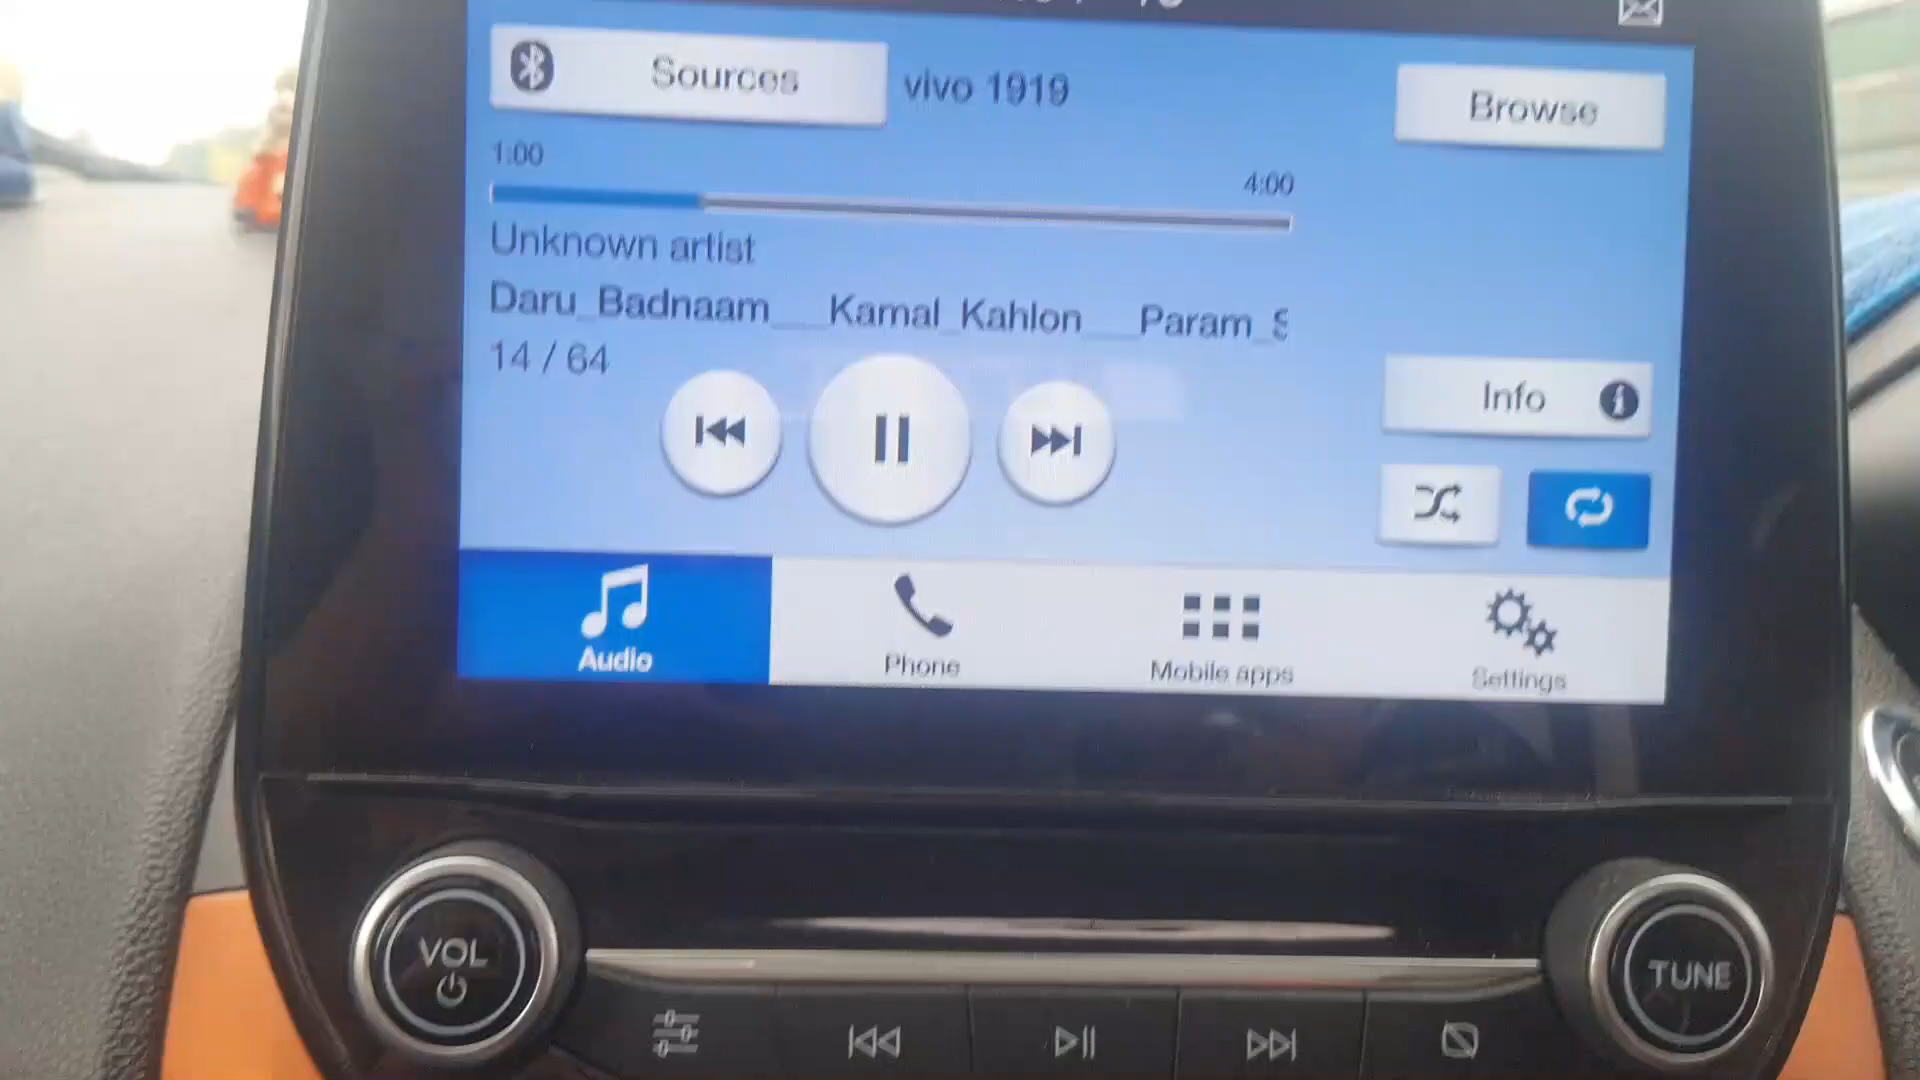 Sources
vivo 1919
Browse
1:00
4:00
Unknown artist
Daru_Badnaam___Kamal_Kahlon___Param_S
14 / 64
Info
Audio
Phone
Mobile apps
Settings
VOL
TUNE